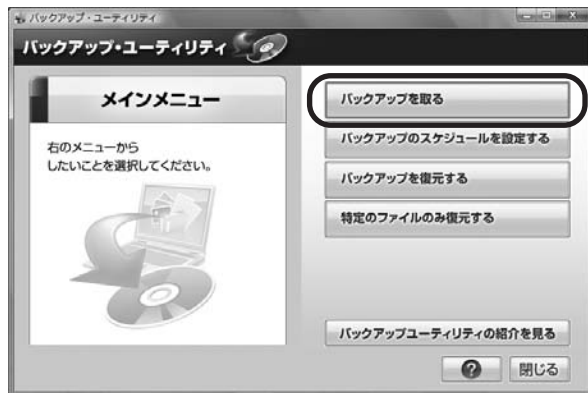 バックアップ・ユーティリティ
バックアップ・ユーティリティ
メインメニュー
右のメニューから
したいことを選択してください。
バックアップを取る
バックアップのスケジュールを設定する
バックアップを復元する
特定のファイルのみ復元する
バックアップユーティリティの紹介を見る
?
閉じる